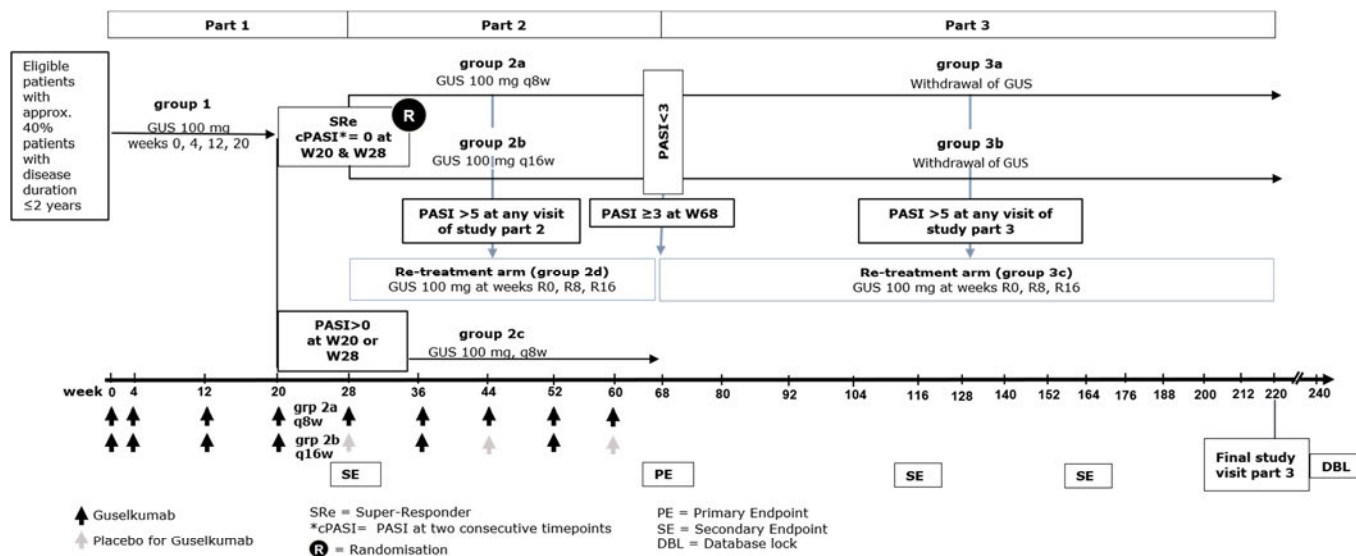 Part 1
Part 2
Part 3
Eligible
patients
with
approx.
40%
patients
with
disease
duration
≤2 years
group 1
GUS 100 mg
weeks 0, 4, 12, 20
SRe
cPASI*= 0 at
W20 & W28
R
group 2a
GUS 100 mg q8w
group 2b
GUS 100 mg q16w
PASI<3
group 3a
Withdrawal of GUS
group 3b
Withdrawal of GUS
PASI >5 at any visit
of study part 2
PASI ≥3 at W68
PASI >5 at any visit of
study part 3
Re-treatment arm (group 2d)
GUS 100 mg at weeks R0, R8, R16
Re-treatment arm (group 3c)
GUS 100 mg at weeks R0, R8, R16
PASI>0
at W20 or
W28
group 2c
GUS 100 mg, q8w
week 0 4 12 20 28 36 44 52 60 68 80 92 104 116 128 140 152 164 176 188 200 212 220 240
grp 2a
q8w
grp 2b
q16w
SE
PE
SE
SE
Final study
visit part 3
DBL
Guselkumab
Placebo for Guselkumab
SRe = Super-Responder
*cPASI= PASI at two consecutive timepoints
R = Randomisation
PE = Primary Endpoint
SE = Secondary Endpoint
DBL = Database lock